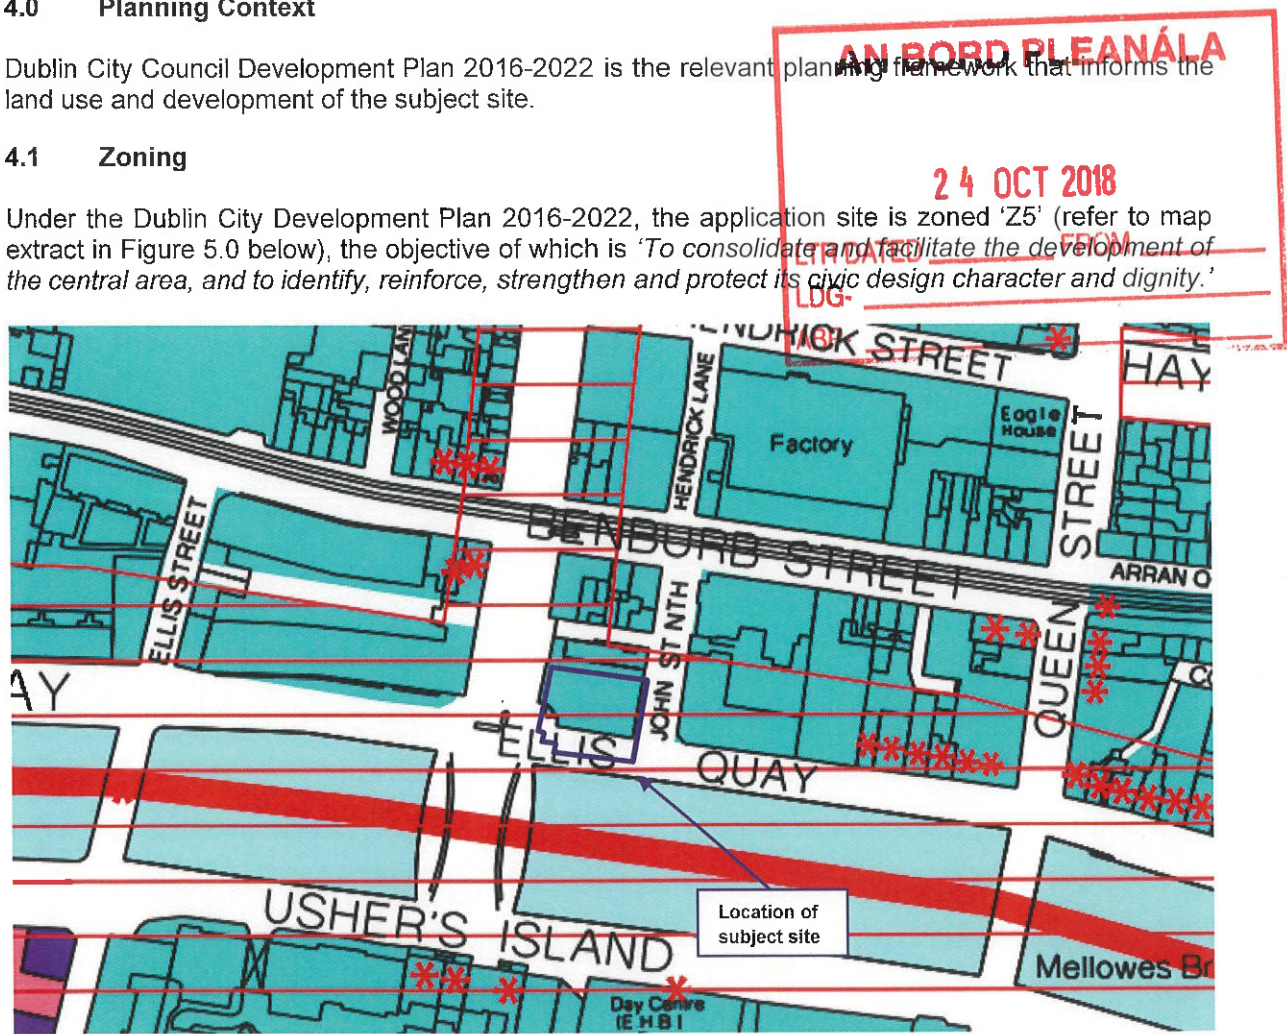 4.0 Planning Context
AN BORD PLEANÁLA
Dublin City Council Development Plan 2016-2022 is the relevant planning framework that informs the
land use and development of the subject site.
4.1 Zoning
24 OCT 2018
Under the Dublin City Development Plan 2016-2022, the application site is zoned ‘Z5’ (refer to map
extract in Figure 5.0 below), the objective of which is ‘To consolidate and facilitate the development of
LTR DATED FROM
the central area, and to identify, reinforce, strengthen and protect its civic design character and dignity.’
LDG-
ABP-
ENDRICK STREET
HAY
WOOD LAN
HENDRICK LANE
Factory
Eagle
House
STREET
BENBURB STREET
ARRAN Q
ELLIS STREET
JOHN ST NTH
QUEEN
CO
AY
ELLIS QUAY
Location of
subject site
USHER'S ISLAND
Mellowes Br
Day Centre
(E H B)